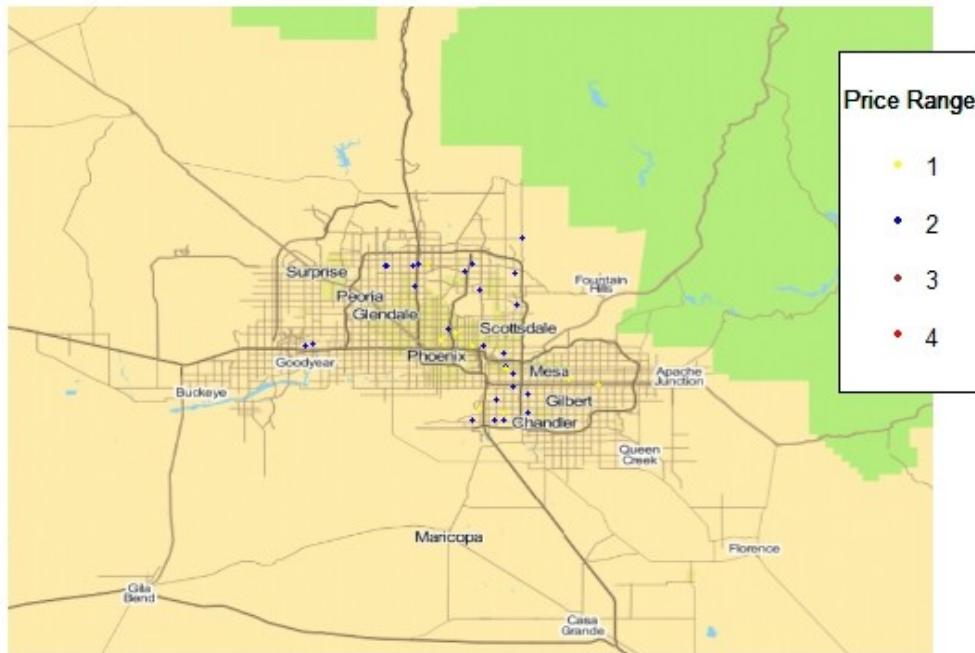 Price Range
1
2
3
4
Surprise
Peoria
Glendale
Fountain
Hills
Scottsdale
Phoenix
Goodyear
Mesa
Apache
Junction
Buckeye
Gilbert
Chandler
Queen
Creek
Maricopa
Florence
Gila
Bend
Casa
Grande